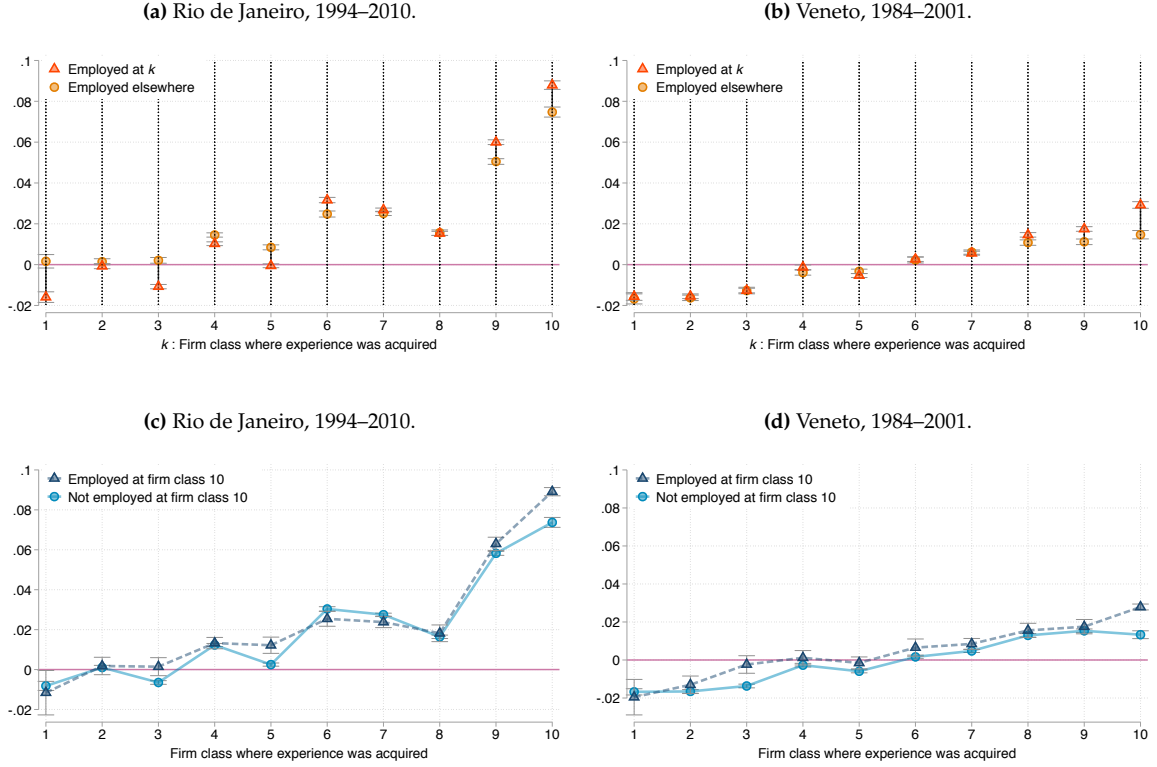 (a) Rio de Janeiro, 1994–2010.
.1
.08
.06
.04
.02
0
-.02
Employed at k
Employed elsewhere
1 2 3 4 5 6 7 8 9 10
k : Firm class where experience was acquired
(b) Veneto, 1984–2001.
.1
.08
.06
.04
.02
0
-.02
Employed at k
Employed elsewhere
1 2 3 4 5 6 7 8 9 10
k : Firm class where experience was acquired
(c) Rio de Janeiro, 1994–2010.
.1
.08
.06
.04
.02
0
-.02
Employed at firm class 10
Not employed at firm class 10
1 2 3 4 5 6 7 8 9 10
Firm class where experience was acquired
(d) Veneto, 1984–2001.
.1
.08
.06
.04
.02
0
-.02
Employed at firm class 10
Not employed at firm class 10
1 2 3 4 5 6 7 8 9 10
Firm class where experience was acquired